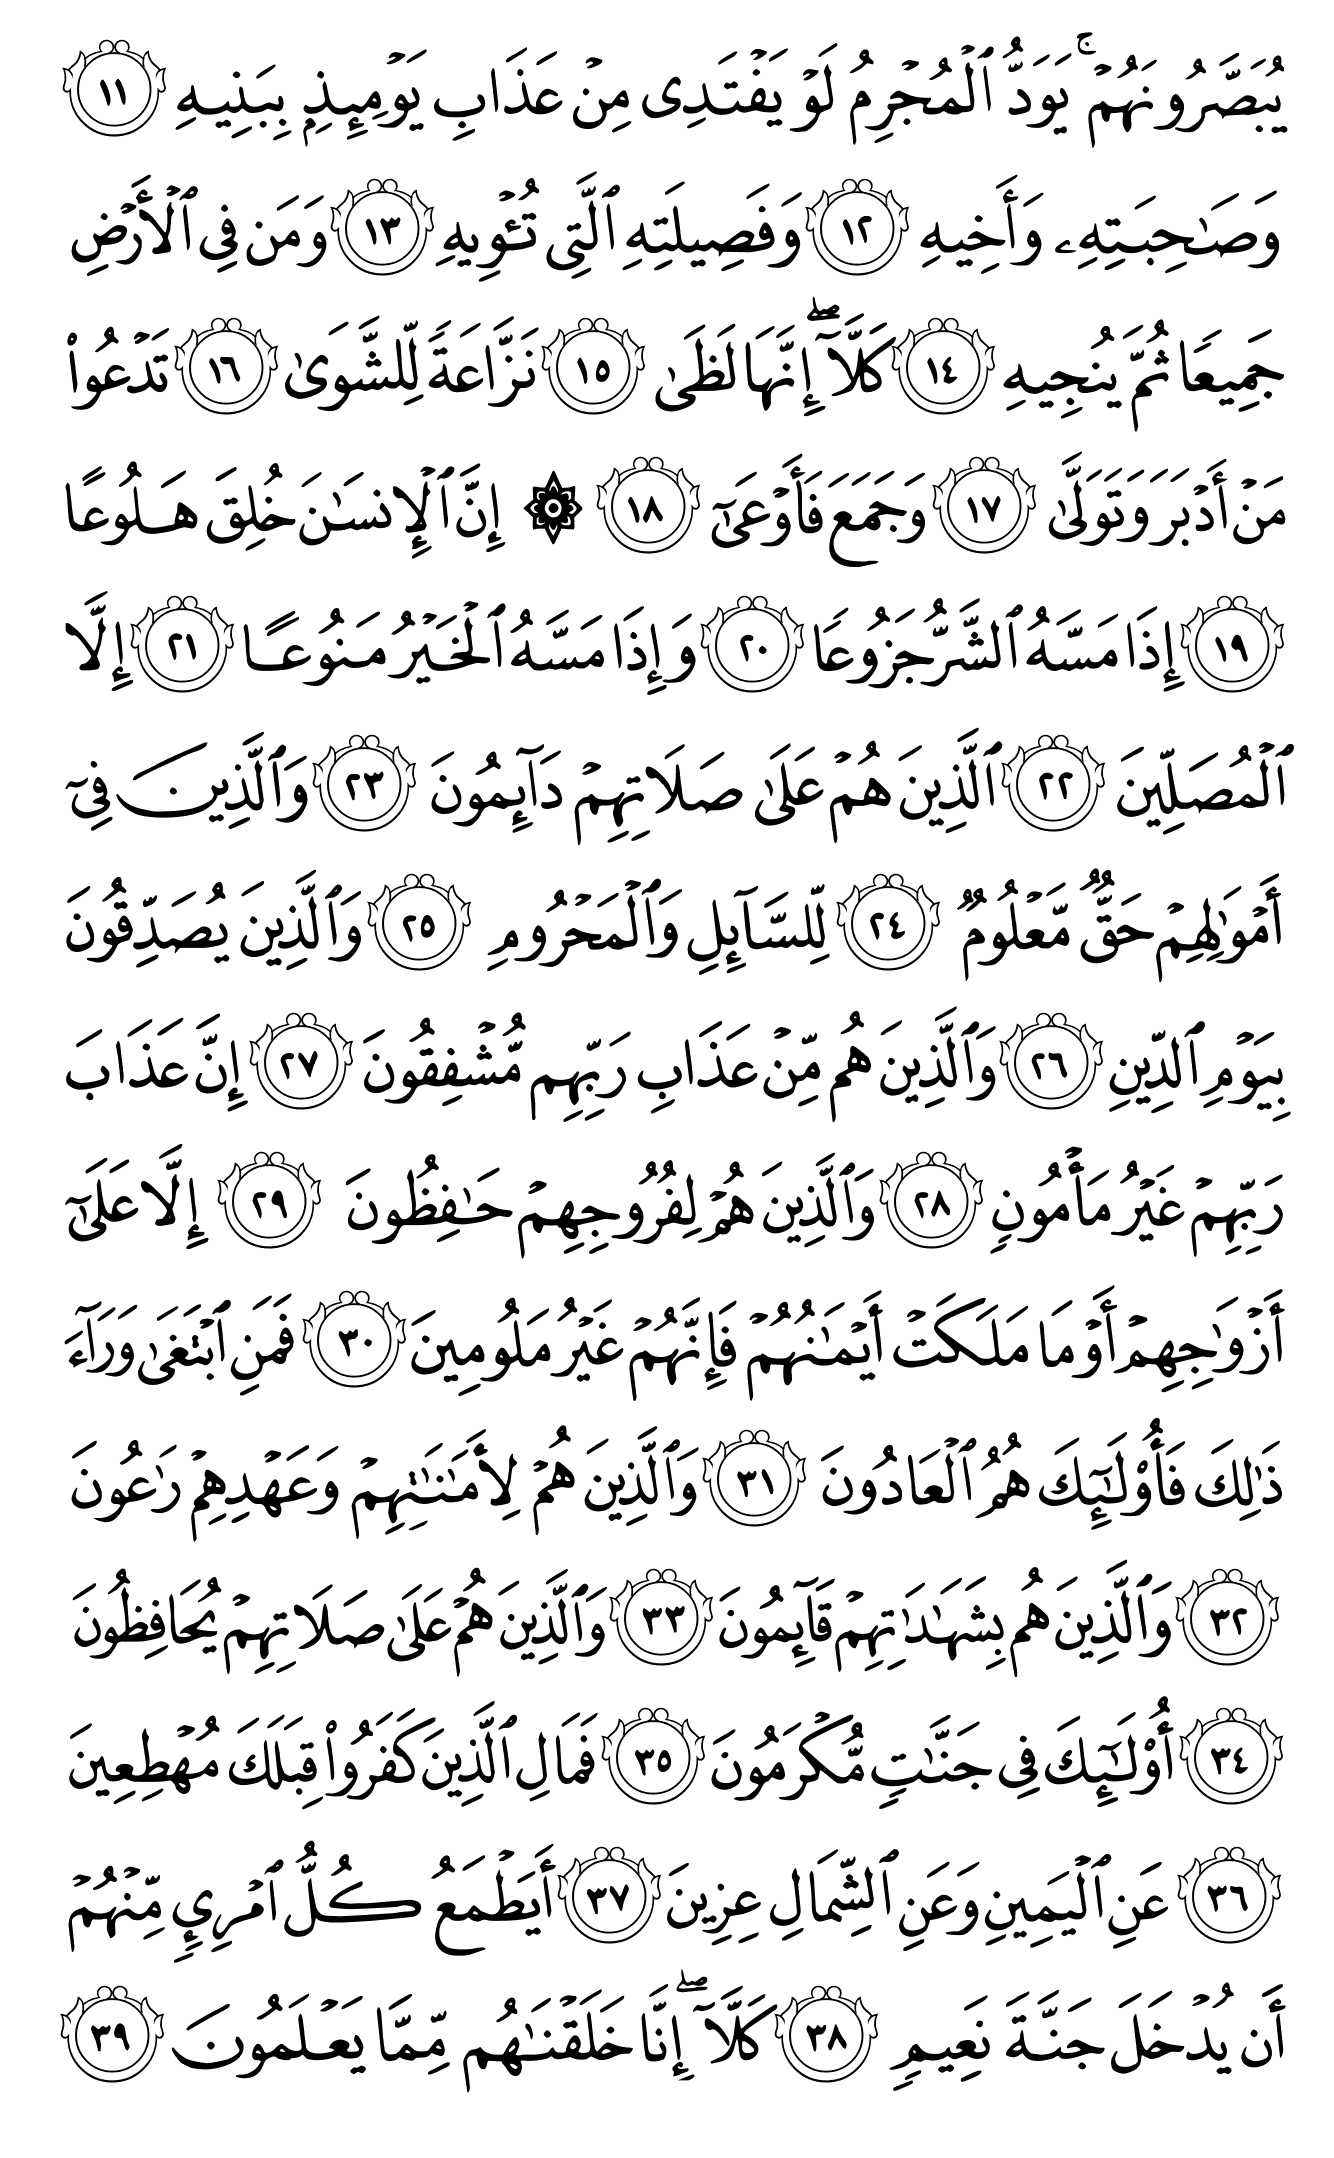 يُبَصَّرُونَهُمۡۚ يَوَدُّ ٱلۡمُجۡرِمُ لَوۡ يَفۡتَدِى مِنۡ عَذَابِ يَوۡمِئِذِۭ بِبَنِيهِ ١١
وَصَٰحِبَتِهِۦ وَأَخِيهِ ١٢ وَفَصِيلَتِهِ ٱلَّتِى تُـْٔوِيهِ ١٣ وَمَن فِى ٱلۡأَرۡضِ
جَمِيعًا ثُمَّ يُنجِيهِ ١٤ كَلَّآۖ إِنَّهَا لَظَىٰ ١٥ نَزَّاعَةً لِّلشَّوَىٰ ١٦ تَدۡعُوا۟
مَنۡ أَدۡبَرَ وَتَوَلَّىٰ ١٧ وَجَمَعَ فَأَوۡعَىٰٓ ١٨ ۞ إِنَّ ٱلۡإِنسَٰنَ خُلِقَ هَلُوعًا
١٩ إِذَا مَسَّهُ ٱلشَّرُّ جَزُوعًا ٢٠ وَإِذَا مَسَّهُ ٱلۡخَيۡرُ مَنُوعًا ٢١ إِلَّا
ٱلۡمُصَلِّينَ ٢٢ ٱلَّذِينَ هُمۡ عَلَىٰ صَلَاتِهِمۡ دَآئِمُونَ ٢٣ وَٱلَّذِينَ فِىٓ
أَمۡوَٰلِهِمۡ حَقٌّ مَّعۡلُومٌ ٢٤ لِّلسَّآئِلِ وَٱلۡمَحۡرُومِ ٢٥ وَٱلَّذِينَ يُصَدِّقُونَ
بِيَوۡمِ ٱلدِّينِ ٢٦ وَٱلَّذِينَ هُم مِّنۡ عَذَابِ رَبِّهِم مُّشۡفِقُونَ ٢٧ إِنَّ عَذَابَ
رَبِّهِمۡ غَيۡرُ مَأۡمُونٍ ٢٨ وَٱلَّذِينَ هُمۡ لِفُرُوجِهِمۡ حَٰفِظُونَ ٢٩ إِلَّا عَلَىٰٓ
أَزۡوَٰجِهِمۡ أَوۡ مَا مَلَكَتۡ أَيۡمَٰنُهُمۡ فَإِنَّهُمۡ غَيۡرُ مَلُومِينَ ٣٠ فَمَنِ ٱبۡتَغَىٰ وَرَآءَ
ذَٰلِكَ فَأُو۟لَٰٓئِكَ هُمُ ٱلۡعَادُونَ ٣١ وَٱلَّذِينَ هُمۡ لِأَمَٰنَٰتِهِمۡ وَعَهۡدِهِمۡ رَٰعُونَ
٣٢ وَٱلَّذِينَ هُم بِشَهَٰدَٰتِهِمۡ قَآئِمُونَ ٣٣ وَٱلَّذِينَ هُمۡ عَلَىٰ صَلَاتِهِمۡ يُحَافِظُونَ
٣٤ أُو۟لَٰٓئِكَ فِى جَنَّٰتٍ مُّكۡرَمُونَ ٣٥ فَمَالِ ٱلَّذِينَ كَفَرُوا۟ قِبَلَكَ مُهۡطِعِينَ
٣٦ عَنِ ٱلۡيَمِينِ وَعَنِ ٱلشِّمَالِ عِزِينَ ٣٧ أَيَطۡمَعُ كُلُّ ٱمۡرِئٍ مِّنۡهُمۡ
أَن يُدۡخَلَ جَنَّةَ نَعِيمٍ ٣٨ كَلَّآۖ إِنَّا خَلَقۡنَٰهُم مِّمَّا يَعۡلَمُونَ ٣٩